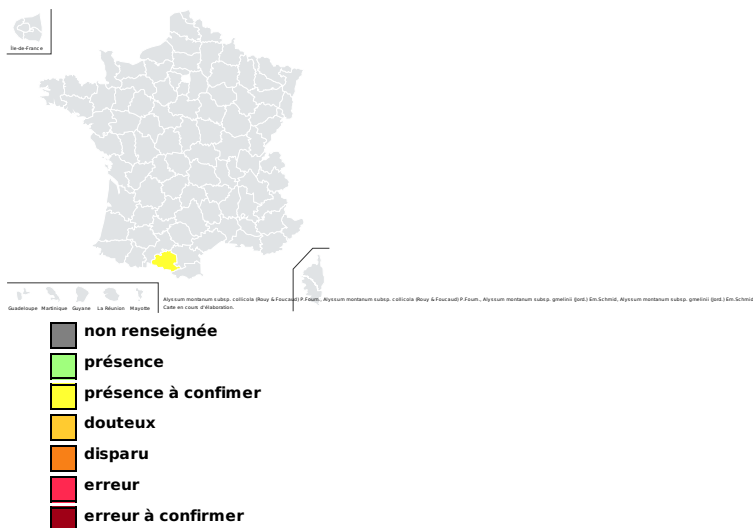 Île-de-France
Guadeloupe Martinique Guyane La Réunion Mayotte
Alyssum montanum subsp. collicola (Rouy & Foucaud) P.Fourn., Alyssum montanum subsp. collicola (Rouy & Foucaud) P.Fourn., Alyssum montanum subsp. gmelinii (Jord.) Em.Schmid, Alyssum montanum subsp. gmelinii (Jord.) Em.Schmid
Carte en cours d'élaboration.
non renseignée
présence
présence à confimer
douteux
disparu
erreur
erreur à confirmer